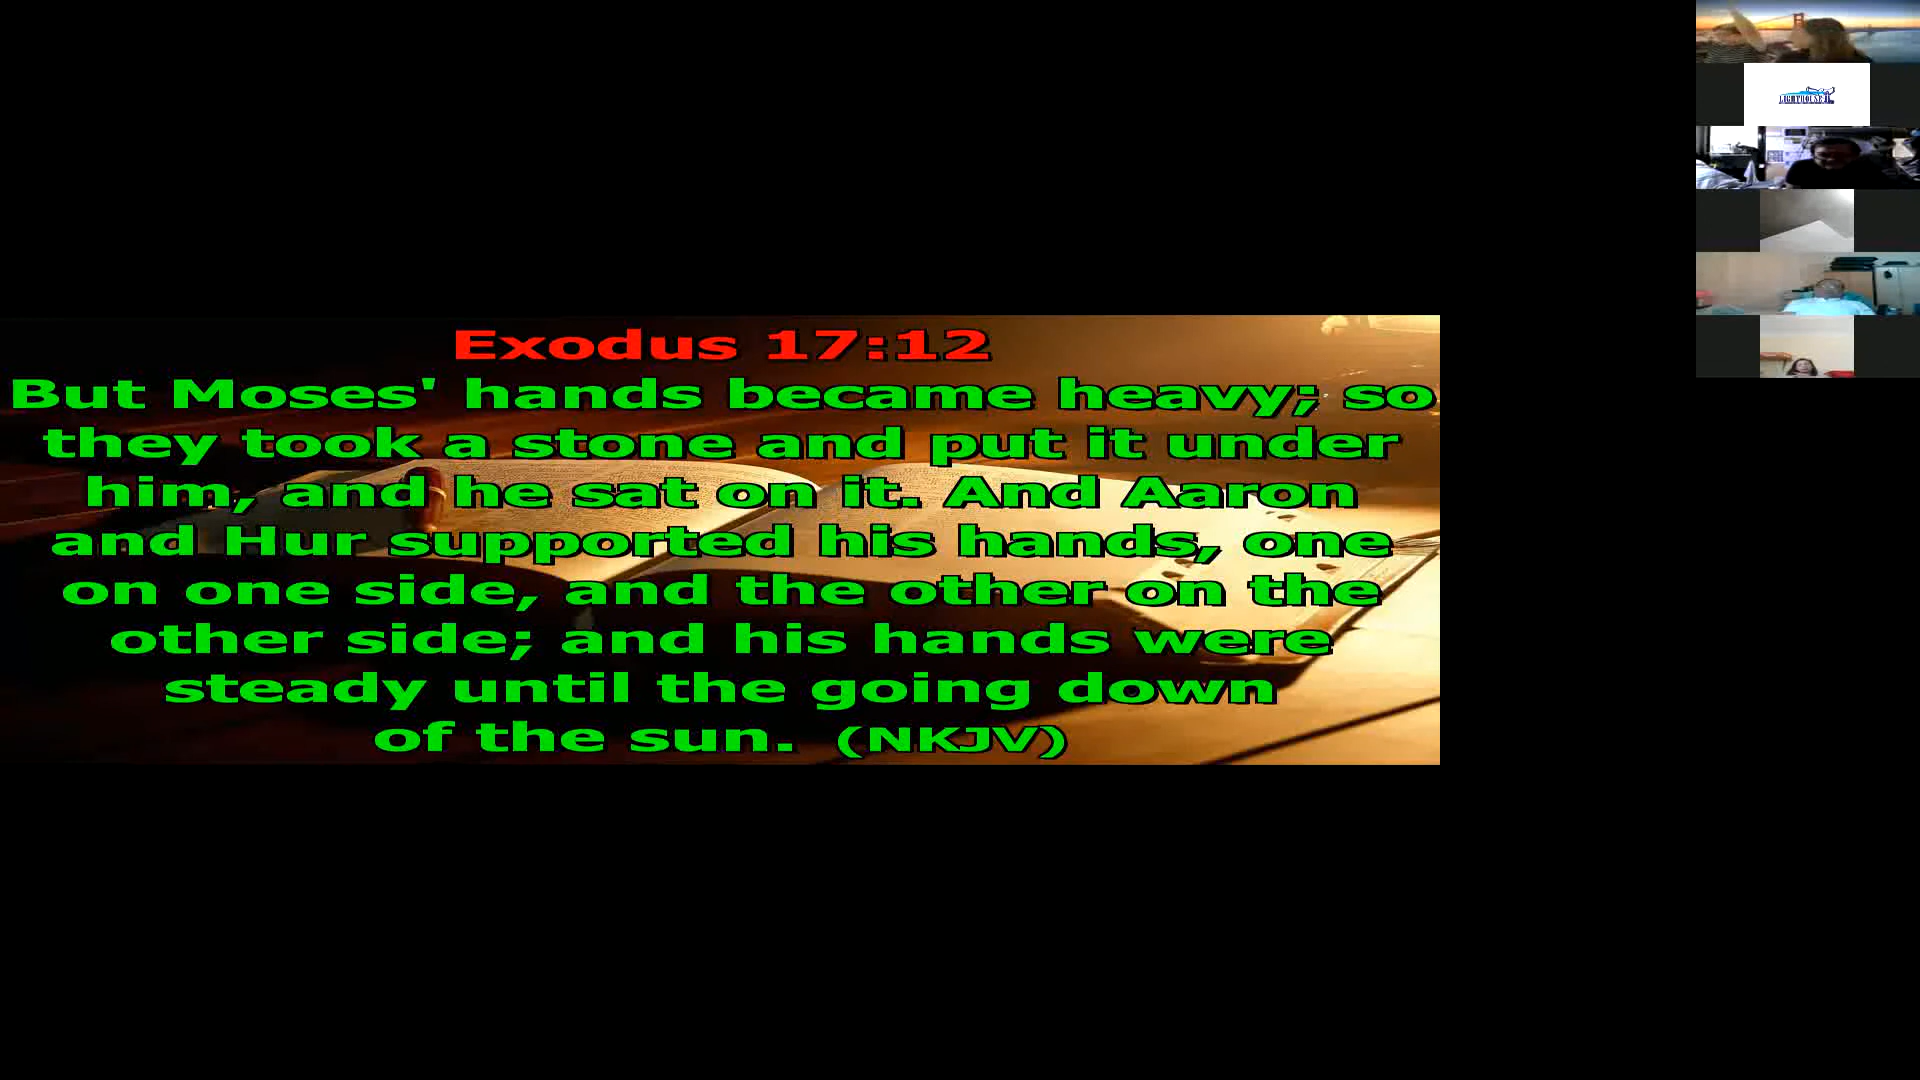 Exodus 17:12
But Moses' hands became heavy; so
they took a stone and put it under
him, and he sat on it. And Aaron
and Hur supported his hands, one
on one side, and the other on the
other side; and his hands were
steady until the going down
of the sun. (NKJV)
LIGHTHOUSE